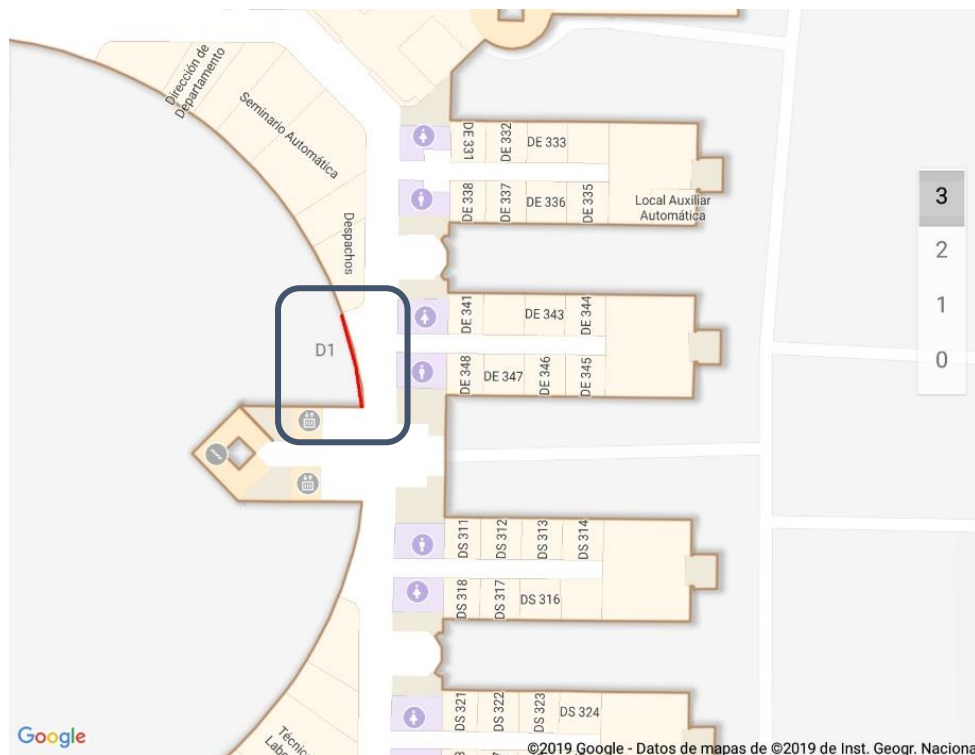 Dirección de
Departamento
Seminario Automática
Despachos
DE 331
DE 332
DE 333
DE 338
DE 337
DE 336
DE 335
Local Auxiliar
Automática
3
2
1
0
D1
DE 341
DE 343
DE 344
DE 348
DE 347
DE 346
DE 345
DS 311
DS 312
DS 313
DS 314
DS 318
DS 317
DS 316
DS 321
DS 322
DS 323
DS 324
Google
©2019 Google - Datos de mapas de ©2019 de Inst. Geogr. Nacion